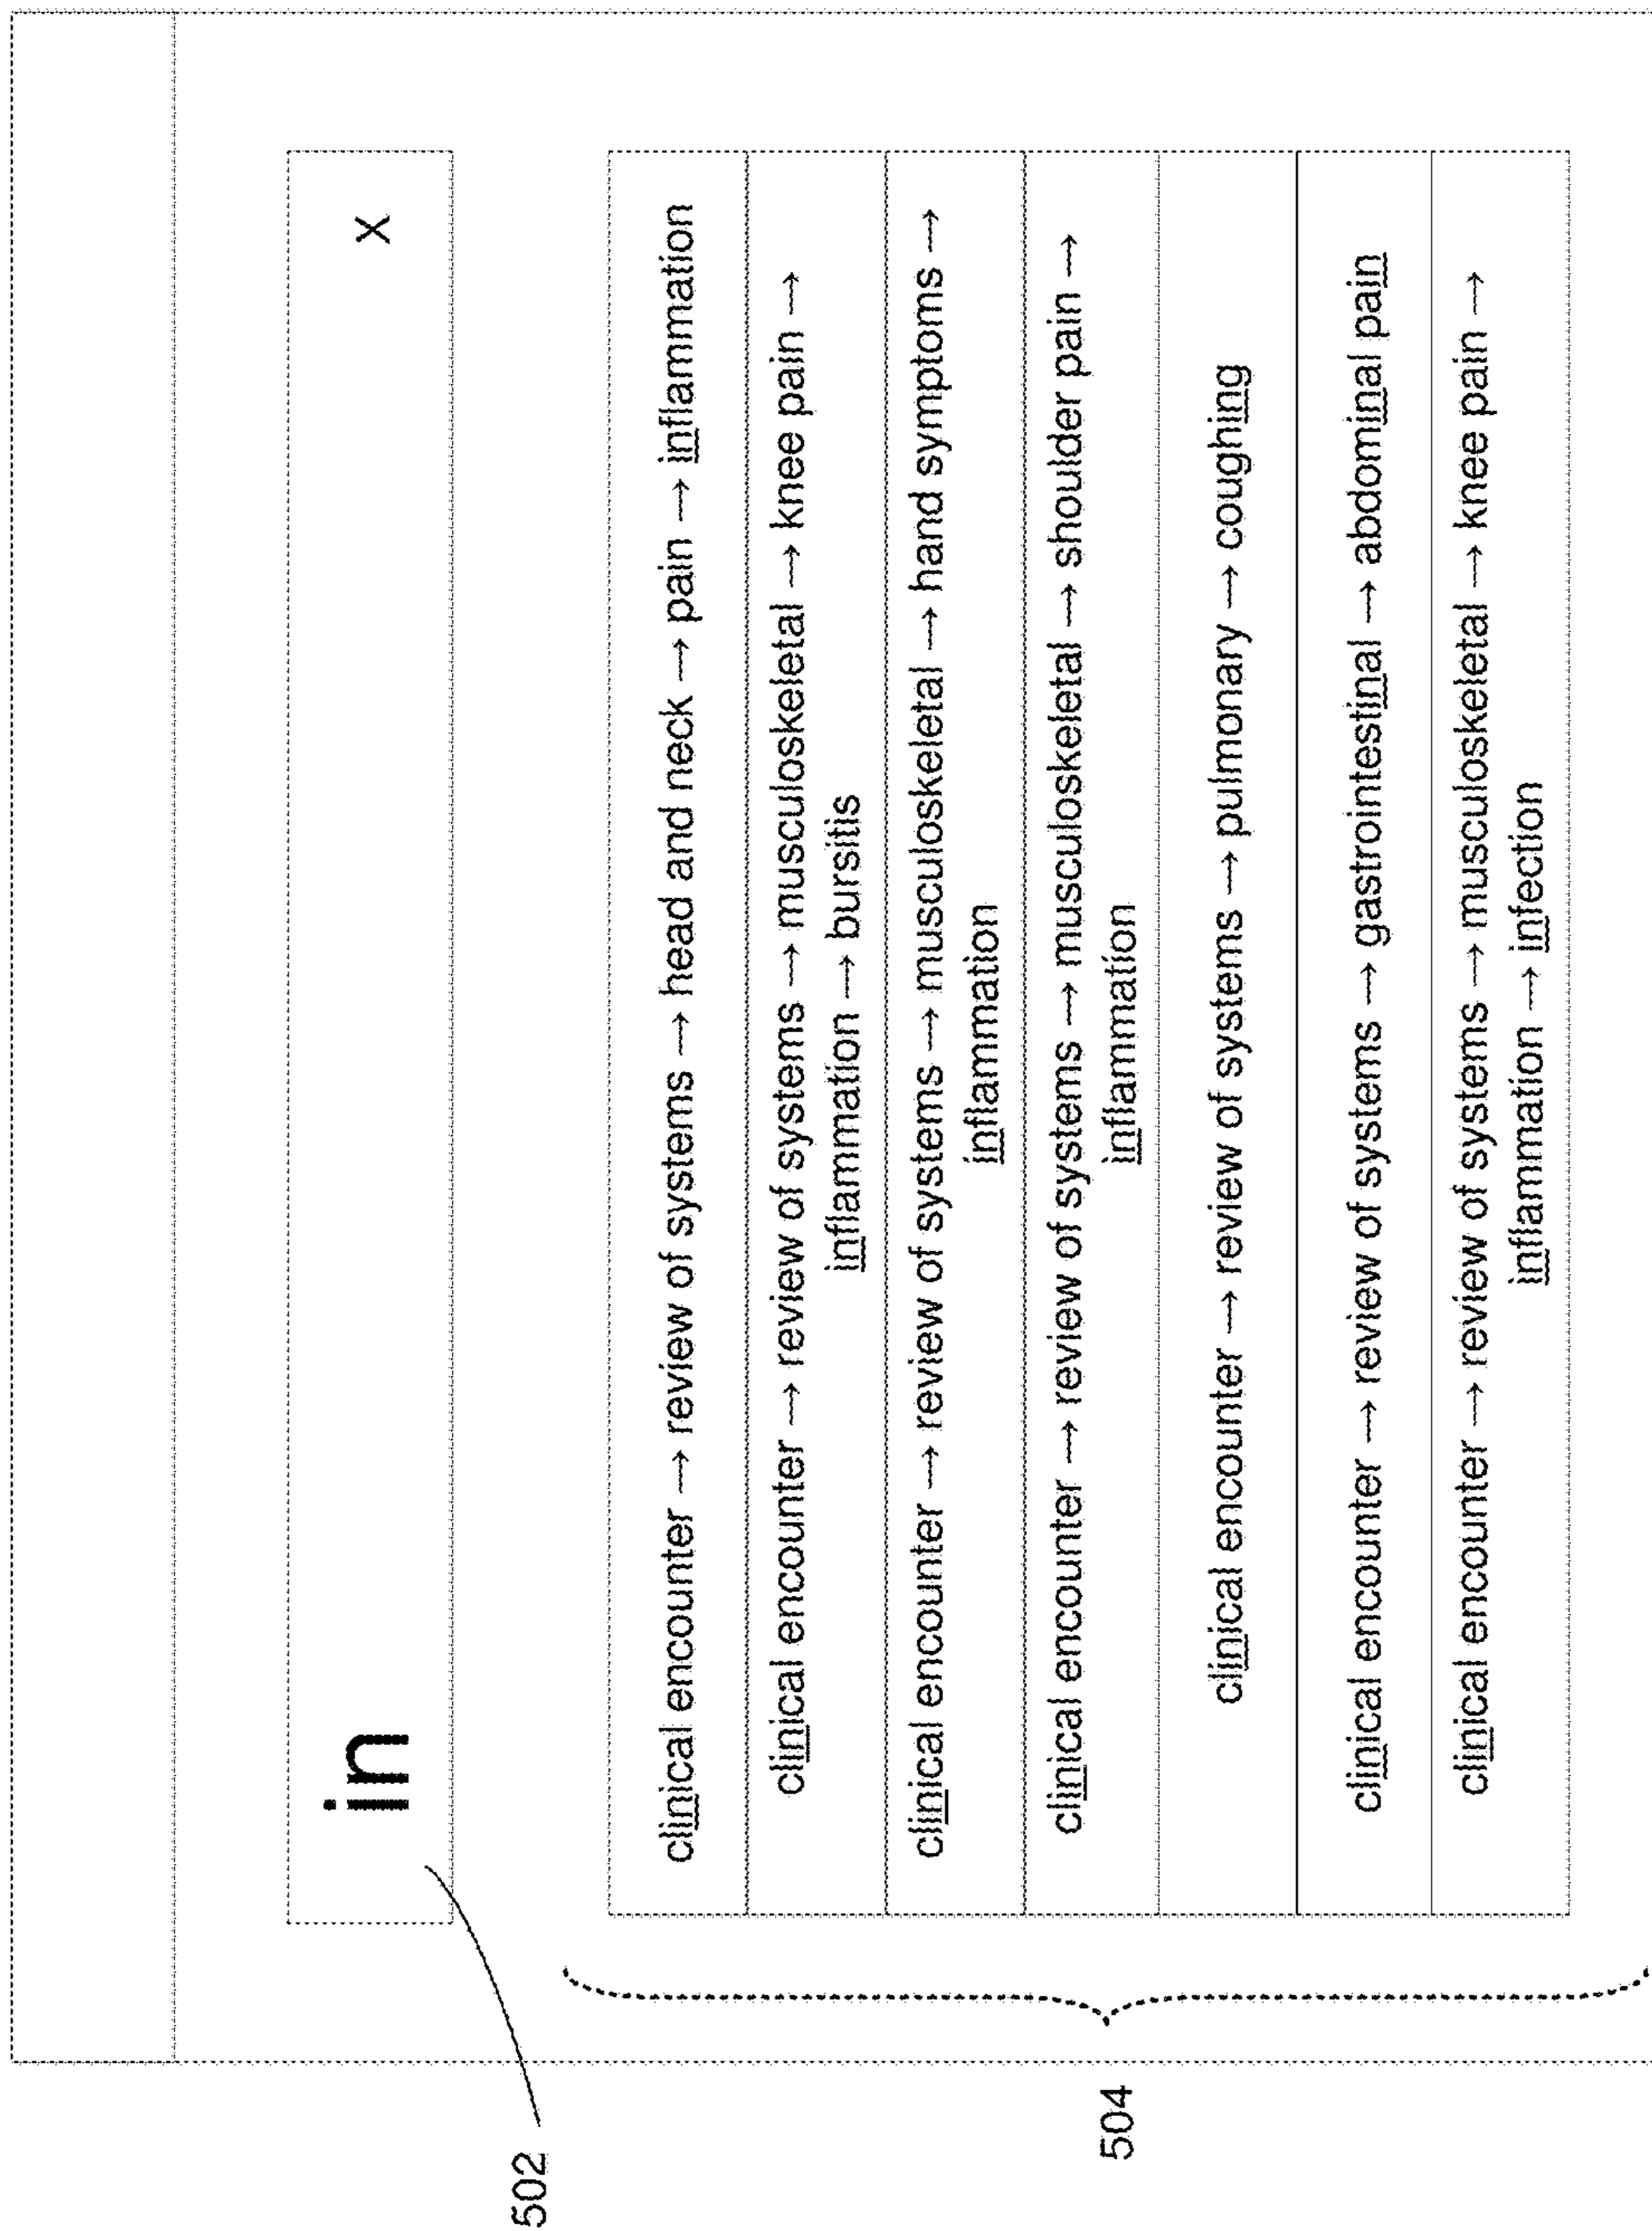 in x
clinical encounter → review of systems → head and neck → pain → inflammation
clinical encounter → review of systems → musculoskeletal → knee pain →
inflammation → bursitis
clinical encounter → review of systems → musculoskeletal → hand symptoms →
inflammation
clinical encounter → review of systems → musculoskeletal → shoulder pain →
inflammation
clinical encounter → review of systems → pulmonary → coughing
clinical encounter → review of systems → gastrointestinal → abdominal pain
clinical encounter → review of systems → musculoskeletal → knee pain →
inflammation → infection
502
504